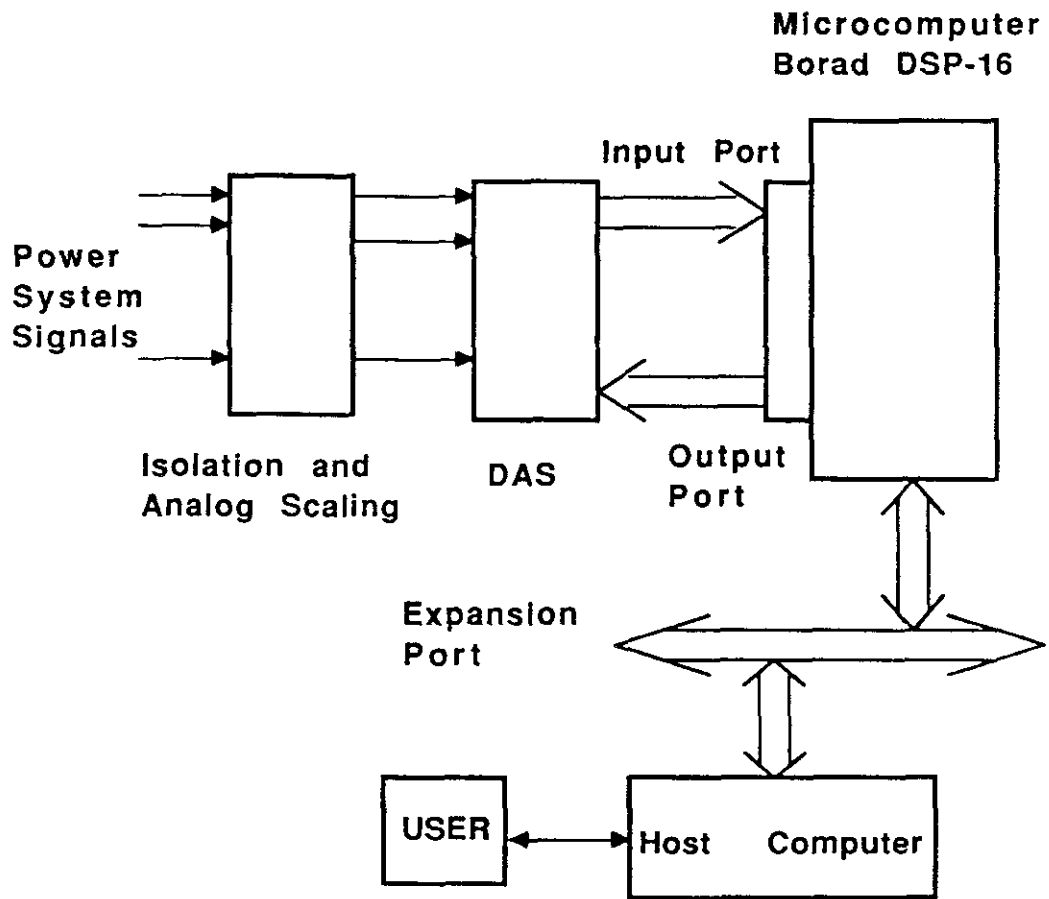 Microcomputer
Borad DSP-16
Input Port
Power
System
Signals
Isolation and
Analog Scaling
DAS
Output
Port
Expansion
Port
USER
Host Computer